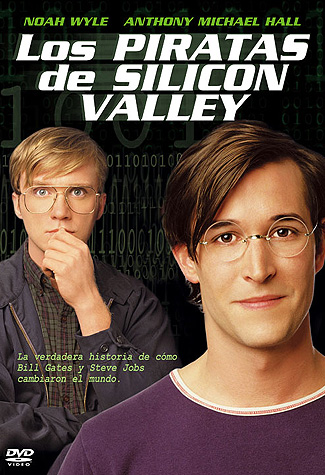 NOAH WYLE ANTHONY MICHAEL HALL
Los PIRATAS
de SILICON
VALLEY
La verdadera historia de cómo
Bill Gates y Steve Jobs
cambiaron el mundo.
DVD
VIDEO